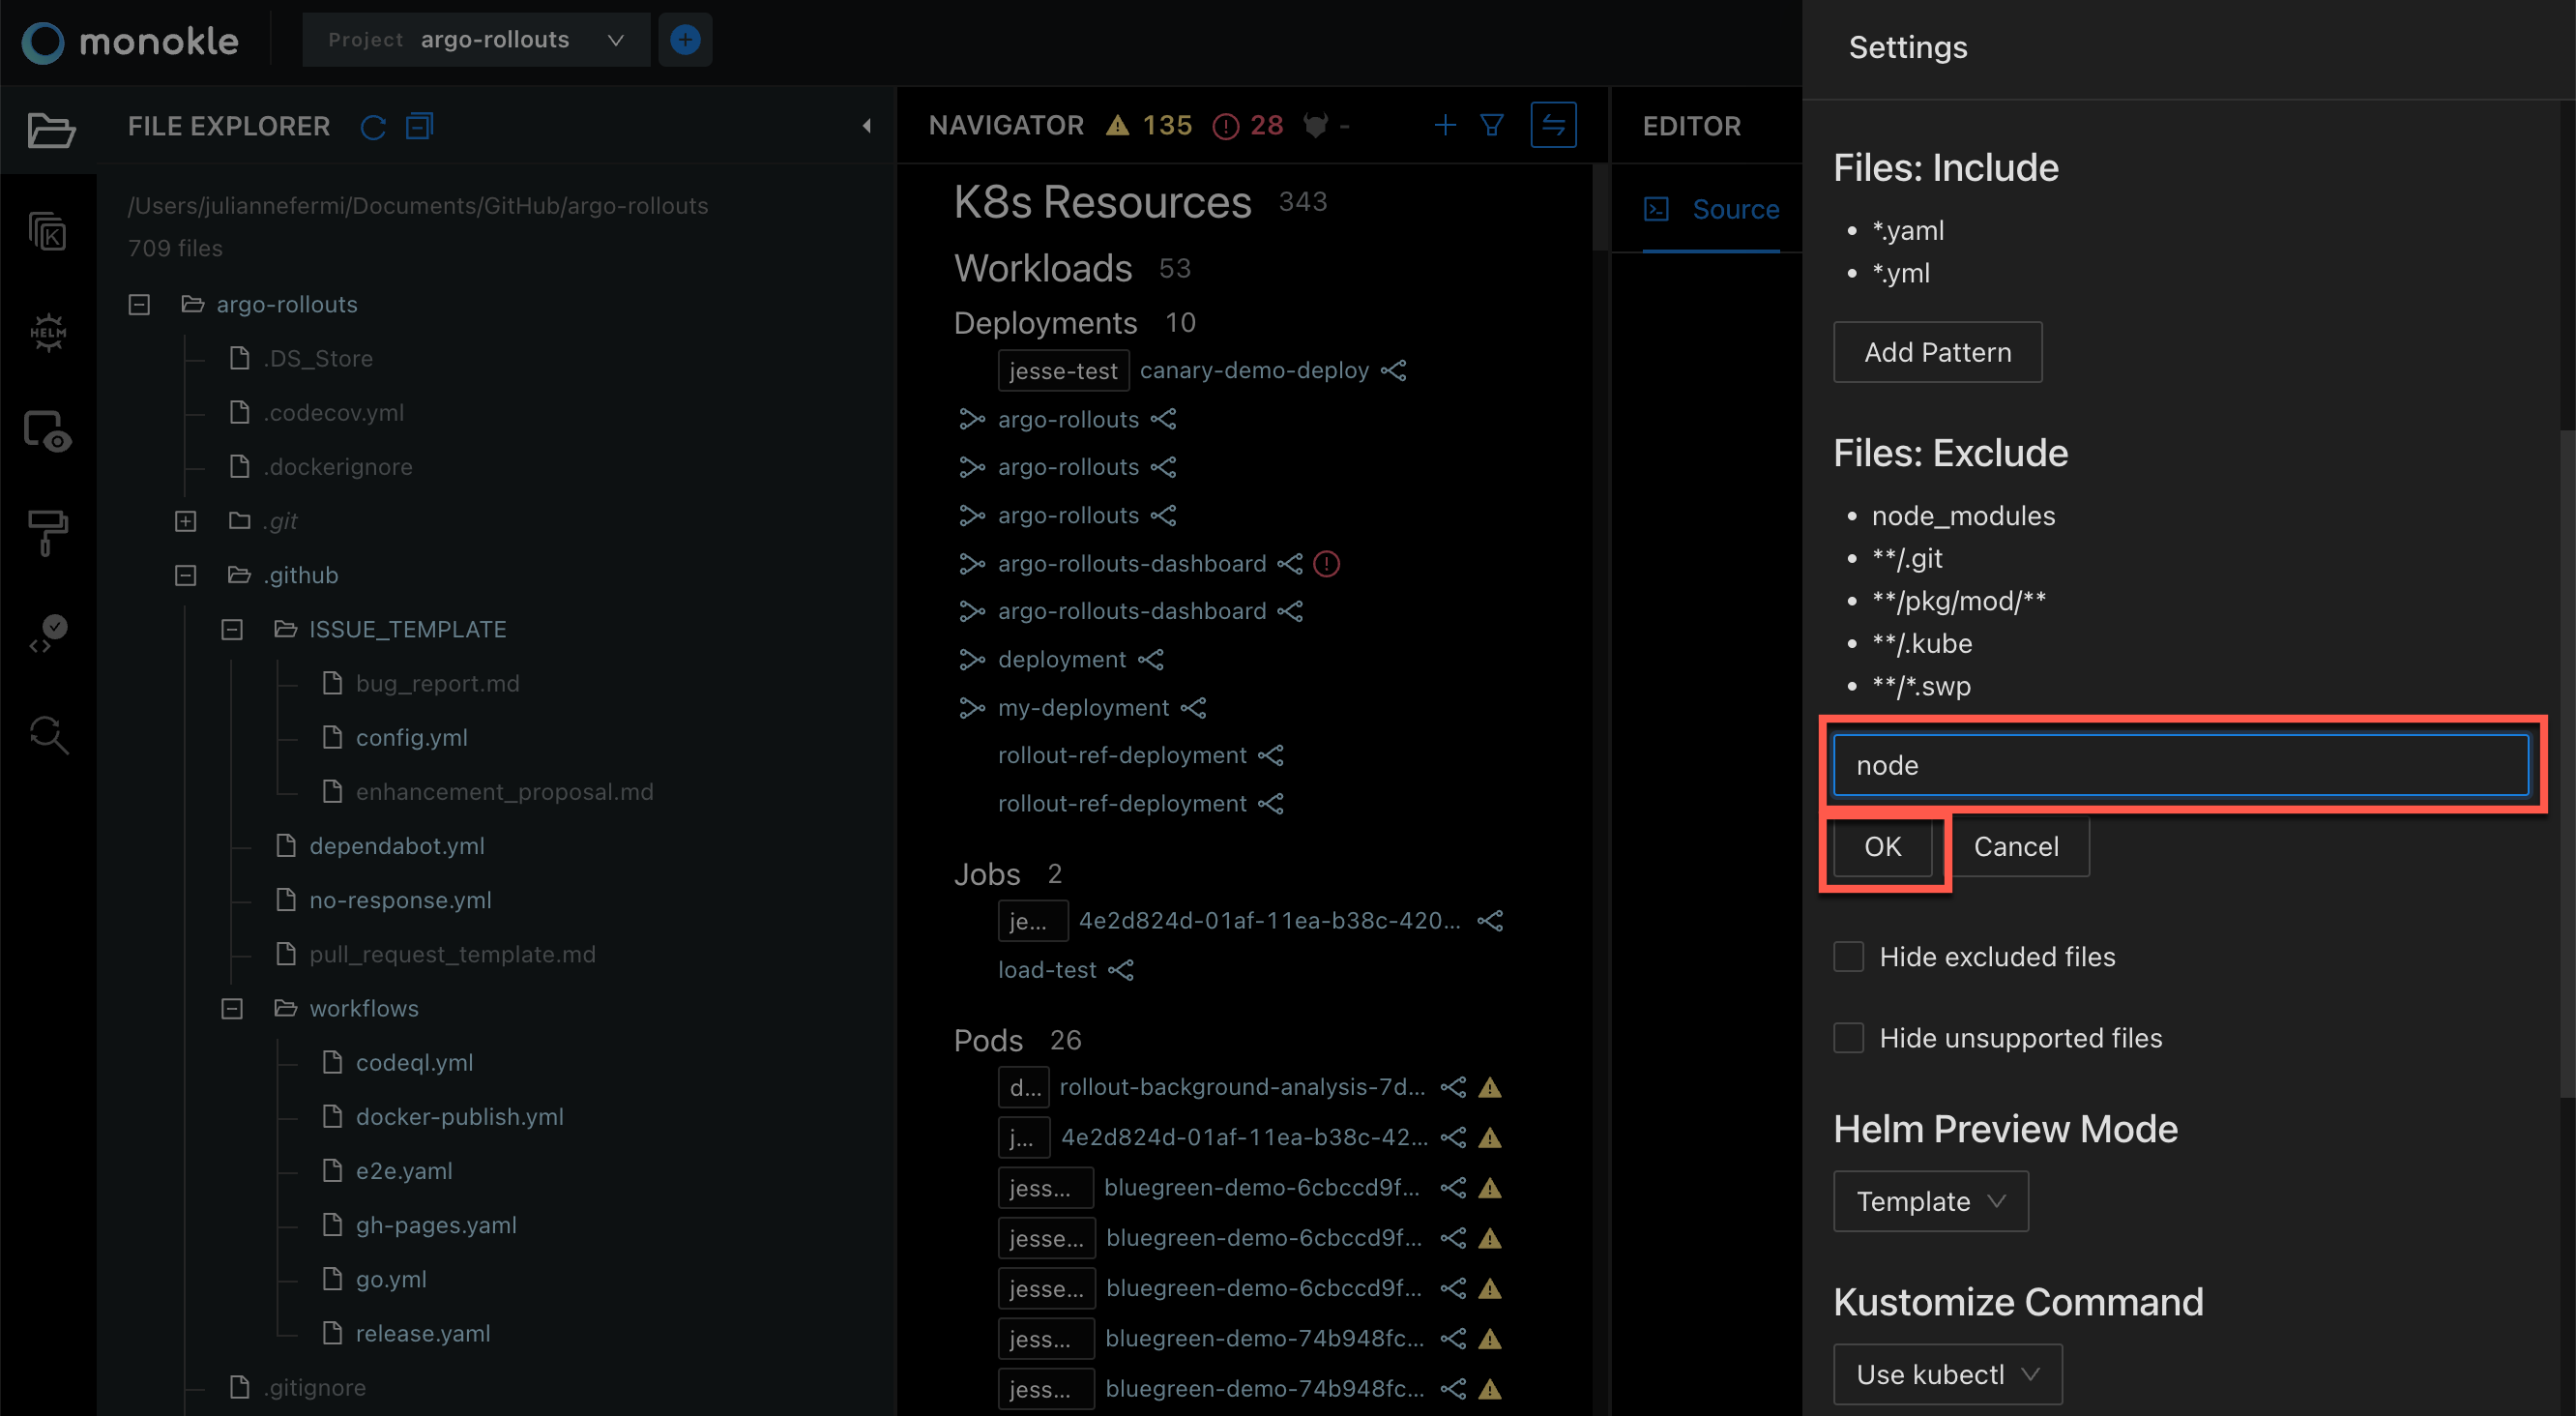 monokle
Project argo-rollouts
FILE EXPLORER
/Users/juliannefermi/Documents/GitHub/argo-rollouts
709 files
argo-rollouts
.DS_Store
.codecov.yml
.dockerignore
.git
.github
ISSUE_TEMPLATE
bug_report.md
config.yml
enhancement_proposal.md
dependabot.yml
no-response.yml
pull_request_template.md
workflows
codeql.yml
docker-publish.yml
e2e.yaml
gh-pages.yaml
go.yml
release.yaml
.gitignore
K
HELM
NAVIGATOR 135 28 -
K8s Resources 343
Workloads 53
Deployments 10
jesse-test canary-demo-deploy
argo-rollouts
argo-rollouts
argo-rollouts
argo-rollouts-dashboard
argo-rollouts-dashboard
deployment
my-deployment
rollout-ref-deployment
rollout-ref-deployment
Jobs 2
je... 4e2d824d-01af-11ea-b38c-420...
load-test
Pods 26
d... rollout-background-analysis-7d...
j... 4e2d824d-01af-11ea-b38c-42...
jess... bluegreen-demo-6cbccd9f...
jesse... bluegreen-demo-6cbccd9f...
jesse... bluegreen-demo-6cbccd9f...
jess... bluegreen-demo-74b948fc...
jess... bluegreen-demo-74b948fc...
EDITOR
Source
Settings
Files: Include
• *.yaml
• *.yml
Add Pattern
Files: Exclude
• node_modules
• **/.git
• **/pkg/mod/**
• **/.kube
• **/*.swp
node
OK Cancel
Hide excluded files
Hide unsupported files
Helm Preview Mode
Template
Kustomize Command
Use kubectl